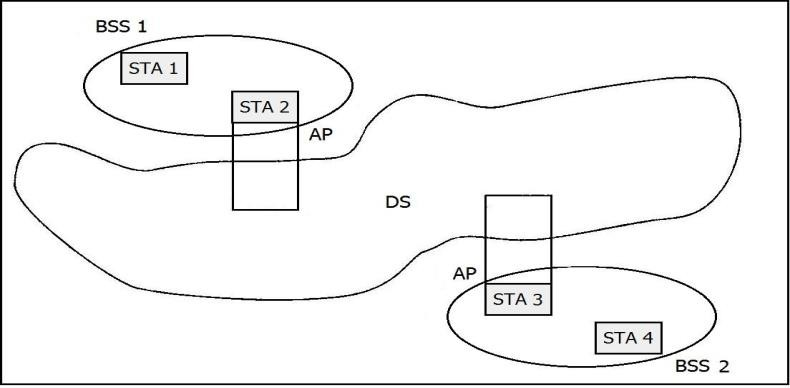 BSS 1
STA 1
STA 2
AP
DS
AP
STA 3
STA 4
BSS 2